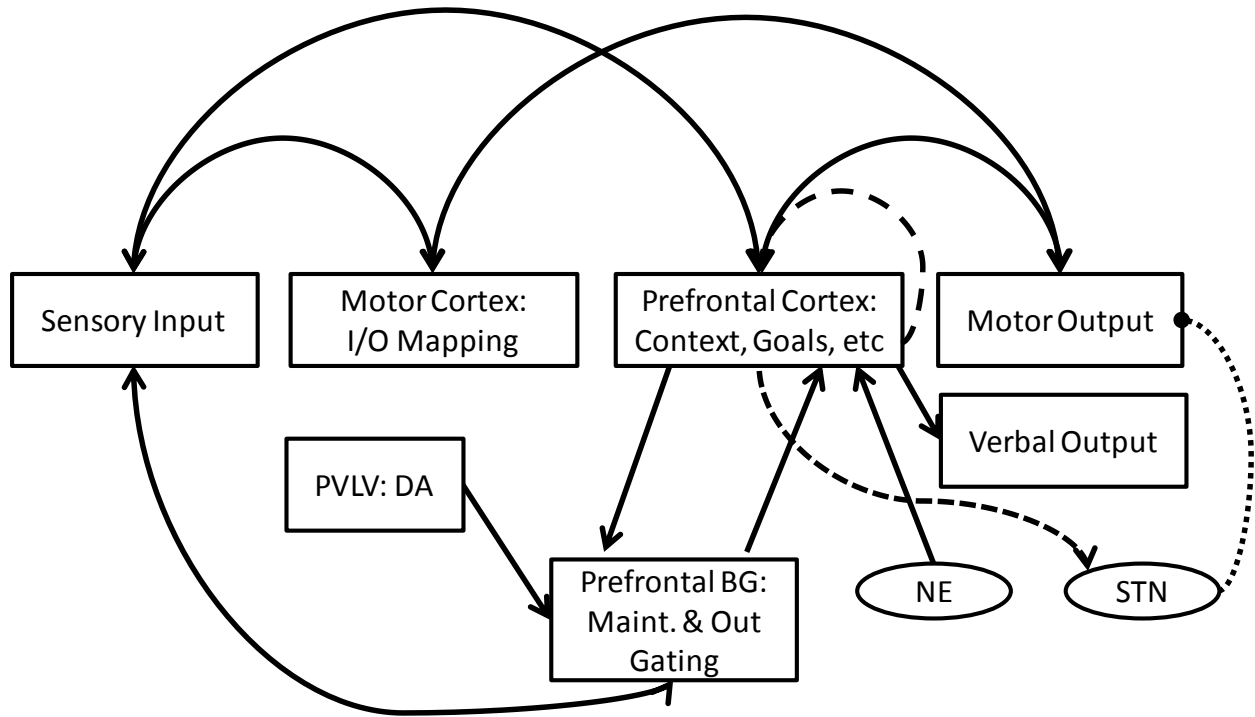 Sensory Input
Motor Cortex:
I/O Mapping
Prefrontal Cortex:
Context, Goals, etc
Motor Output
Verbal Output
PVLV: DA
Prefrontal BG:
Maint. & Out
Gating
NE
STN